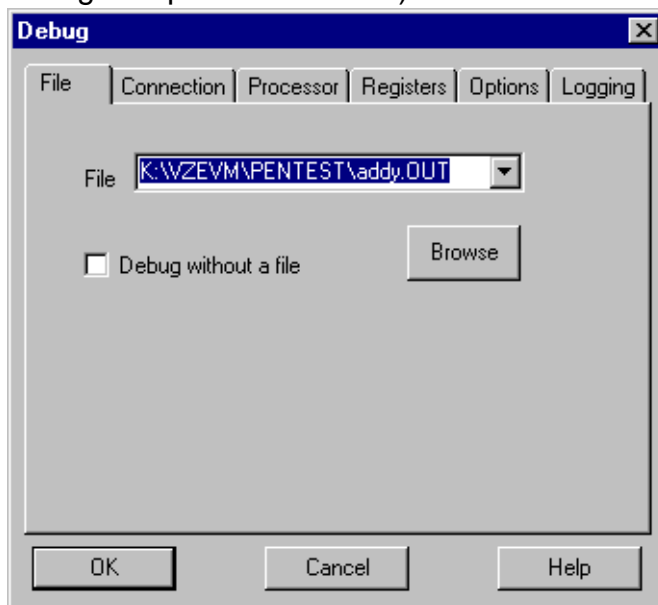 Debug
File Connection Processor Registers Options Logging
File K:\VZEVM\PENTEST\addy.OUT
Debug without a file Browse
OK Cancel Help